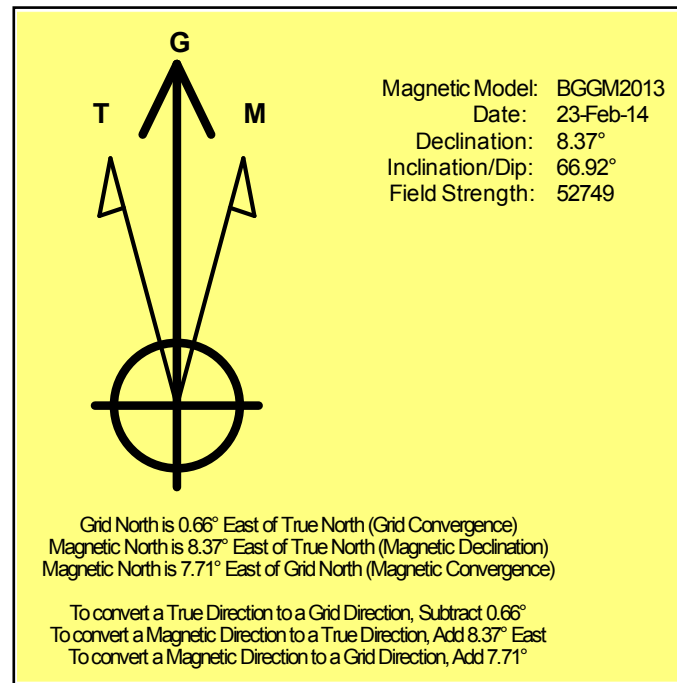 G
T
M
Magnetic Model: BGGM2013
Date: 23-Feb-14
Declination: 8.37°
Inclination/Dip: 66.92°
Field Strength: 52749
Grid North is 0.66° East of True North (Grid Convergence)
Magnetic North is 8.37° East of True North (Magnetic Declination)
Magnetic North is 7.71° East of Grid North (Magnetic Convergence)
To convert a True Direction to a Grid Direction, Subtract 0.66°
To convert a Magnetic Direction to a True Direction, Add 8.37° East
To convert a Magnetic Direction to a Grid Direction, Add 7.71°